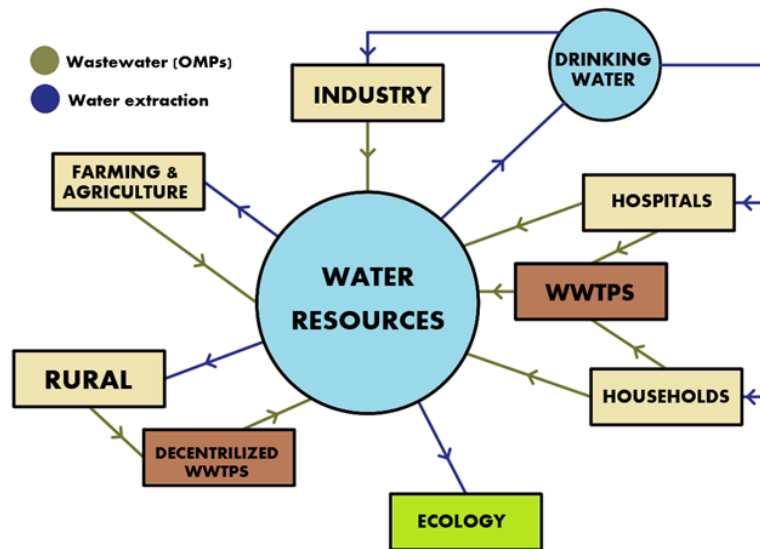 Wastewater (OMPs)
Water extraction
DRINKING
WATER
INDUSTRY
FARMING &
AGRICULTURE
HOSPITALS
WATER
RESOURCES
WWTPS
RURAL
HOUSEHOLDS
DECENTRILIZED
WWTPS
ECOLOGY